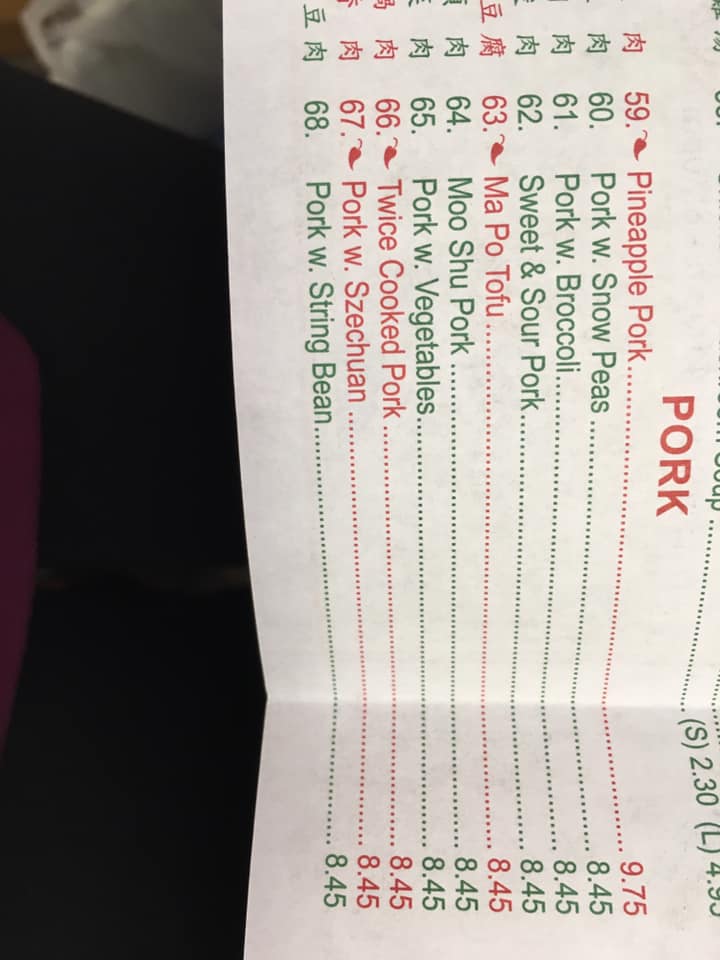 (S) 2.30 (L)
PORK
肉 59. Pineapple Pork 9.75
肉 60. Pork w. Snow Peas 8.45
肉 61. Pork w. Broccoli 8.45
肉 62. Sweet & Sour Pork 8.45
豆 腐 63. Ma Po Tofu 8.45
肉 64. Moo Shu Pork 8.45
肉 65. Pork w. Vegetables 8.45
肉 66. Twice Cooked Pork 8.45
肉 67. Pork w. Szechuan 8.45
豆 肉 68. Pork w. String Bean 8.45